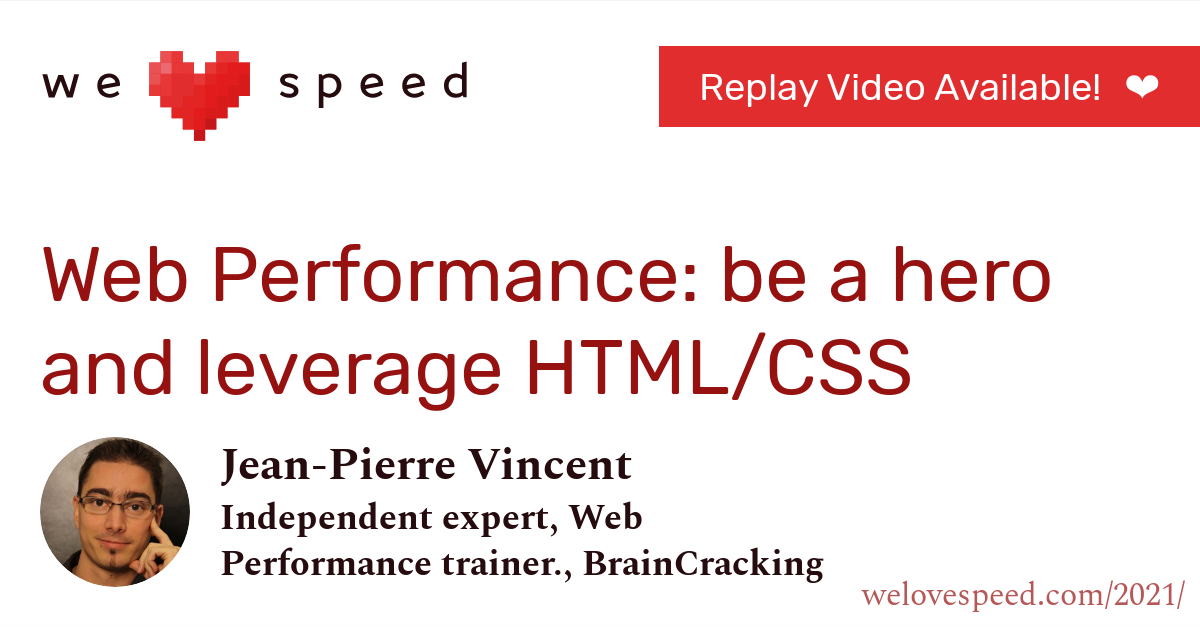 we speed
Replay Video Available! ❤
Web Performance: be a hero
and leverage HTML/CSS
Jean-Pierre Vincent
Independent expert, Web
Performance trainer., BrainCracking
welovespeed.com/2021/